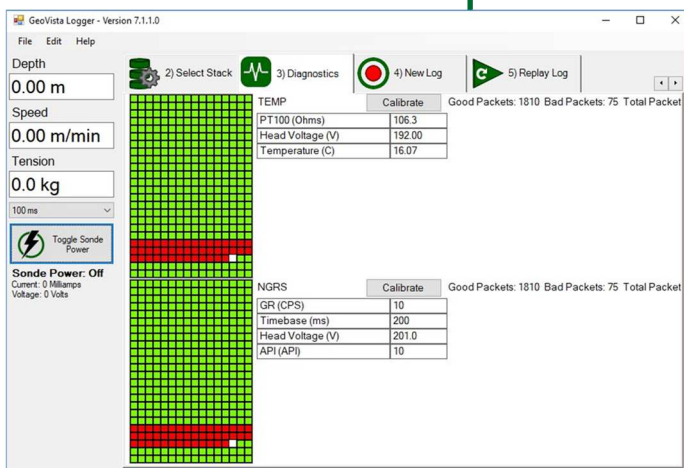 GeoVista Logger - Version 7.1.1.0
File Edit Help
Depth
0.00 m
Speed
0.00 m/min
Tension
0.0 kg
100 ms
Toggle Sonde
Power
Sonde Power: Off
Current: 0 Milliamps
Voltage: 0 Volts
2) Select Stack 3) Diagnostics 4) New Log 5) Replay Log
TEMP Calibrate Good Packets: 1810 Bad Packets: 75 Total Packet
PT100 (Ohms) 106.3
Head Voltage (V) 192.00
Temperature (C) 16.07
NGRS Calibrate Good Packets: 1810 Bad Packets: 75 Total Packet
GR (CPS) 10
Timebase (ms) 200
Head Voltage (V) 201.0
API (API) 10